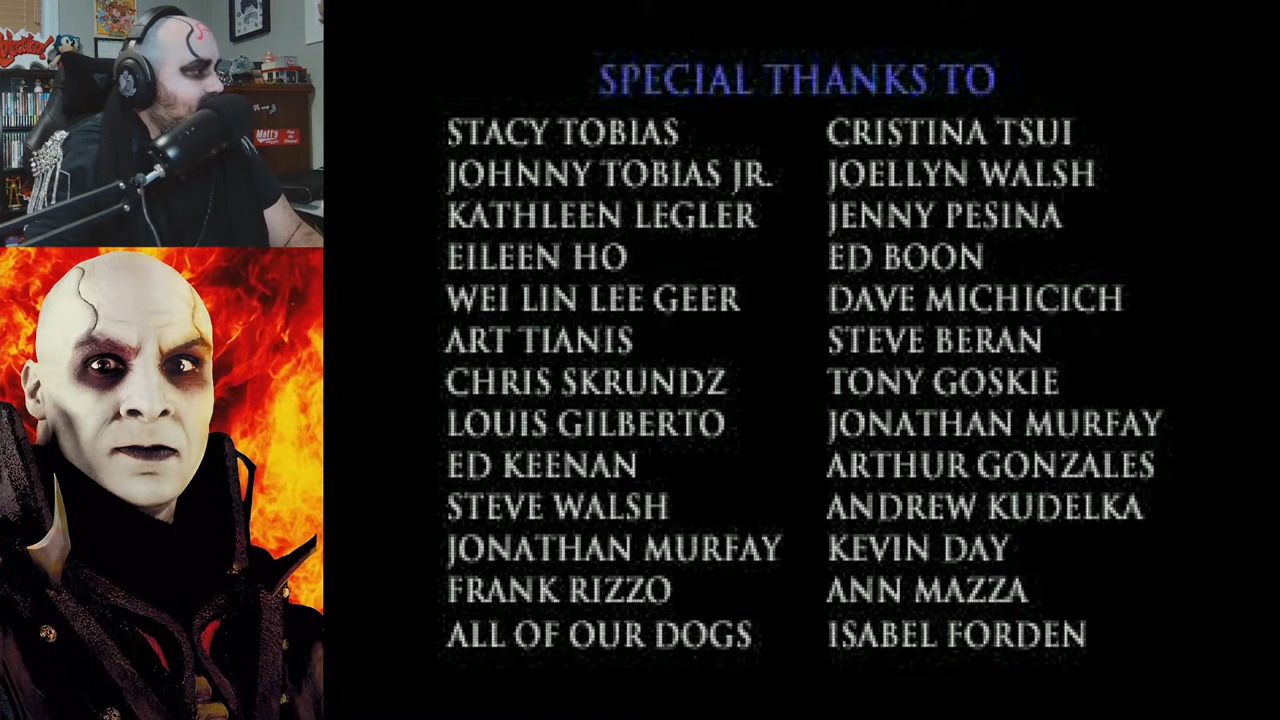 SPECIAL THANKS TO
STACY TOBIAS
JOHNNY TOBIAS JR.
KATHLEEN LEGLER
EILEEN HO
WEI LIN LEE GEER
ART TIANIS
CHRIS SKRUNDZ
LOUIS GILBERTO
ED KEENAN
STEVE WALSH
JONATHAN MURFAY
FRANK RIZZO
ALL OF OUR DOGS
CRISTINA TSUI
JOELLYN WALSH
JENNY PESINA
ED BOON
DAVE MICHICICH
STEVE BERAN
TONY GOSKIE
JONATHAN MURFAY
ARTHUR GONZALES
ANDREW KUDELKA
KEVIN DAY
ANN MAZZA
ISABEL FORDEN
Matt's